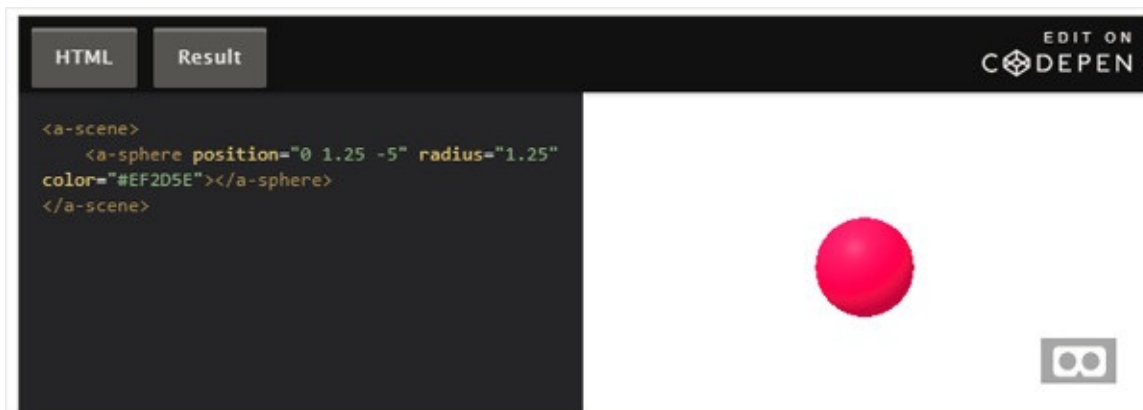 HTML
Result
EDIT ON
CODEPEN
<a-scene>
    <a-sphere position="0 1.25 -5" radius="1.25"
color="#EF2D5E"></a-sphere>
</a-scene>